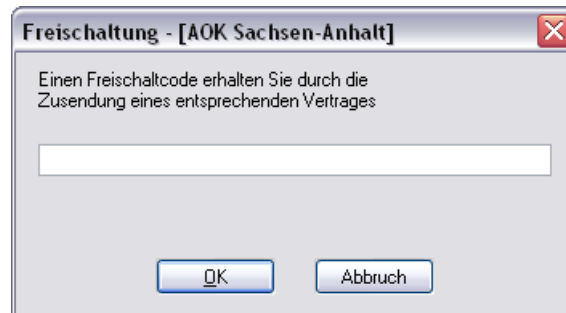 Freischaltung - [AOK Sachsen-Anhalt]
Einen Freischaltcode erhalten Sie durch die
Zusendung eines entsprechenden Vertrages
OK
Abbruch